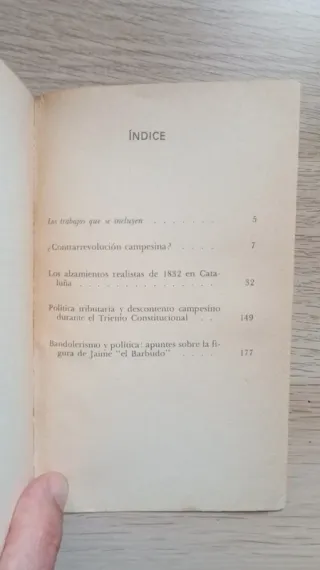 ÍNDICE
Los trabajos que se incluyen . . . . . . . 5
¿Contrarrevolución campesina? . . . . 7
Los alzamientos realistas de 1832 en Cata-
luña . . . . . . . . . . . . . . 32
Política tributaria y descontento campesino
durante el Trienio Constitucional . . 149
Bandolerismo y política: apuntes sobre la fi-
gura de Jaime "el Barbudo" . . . . 177